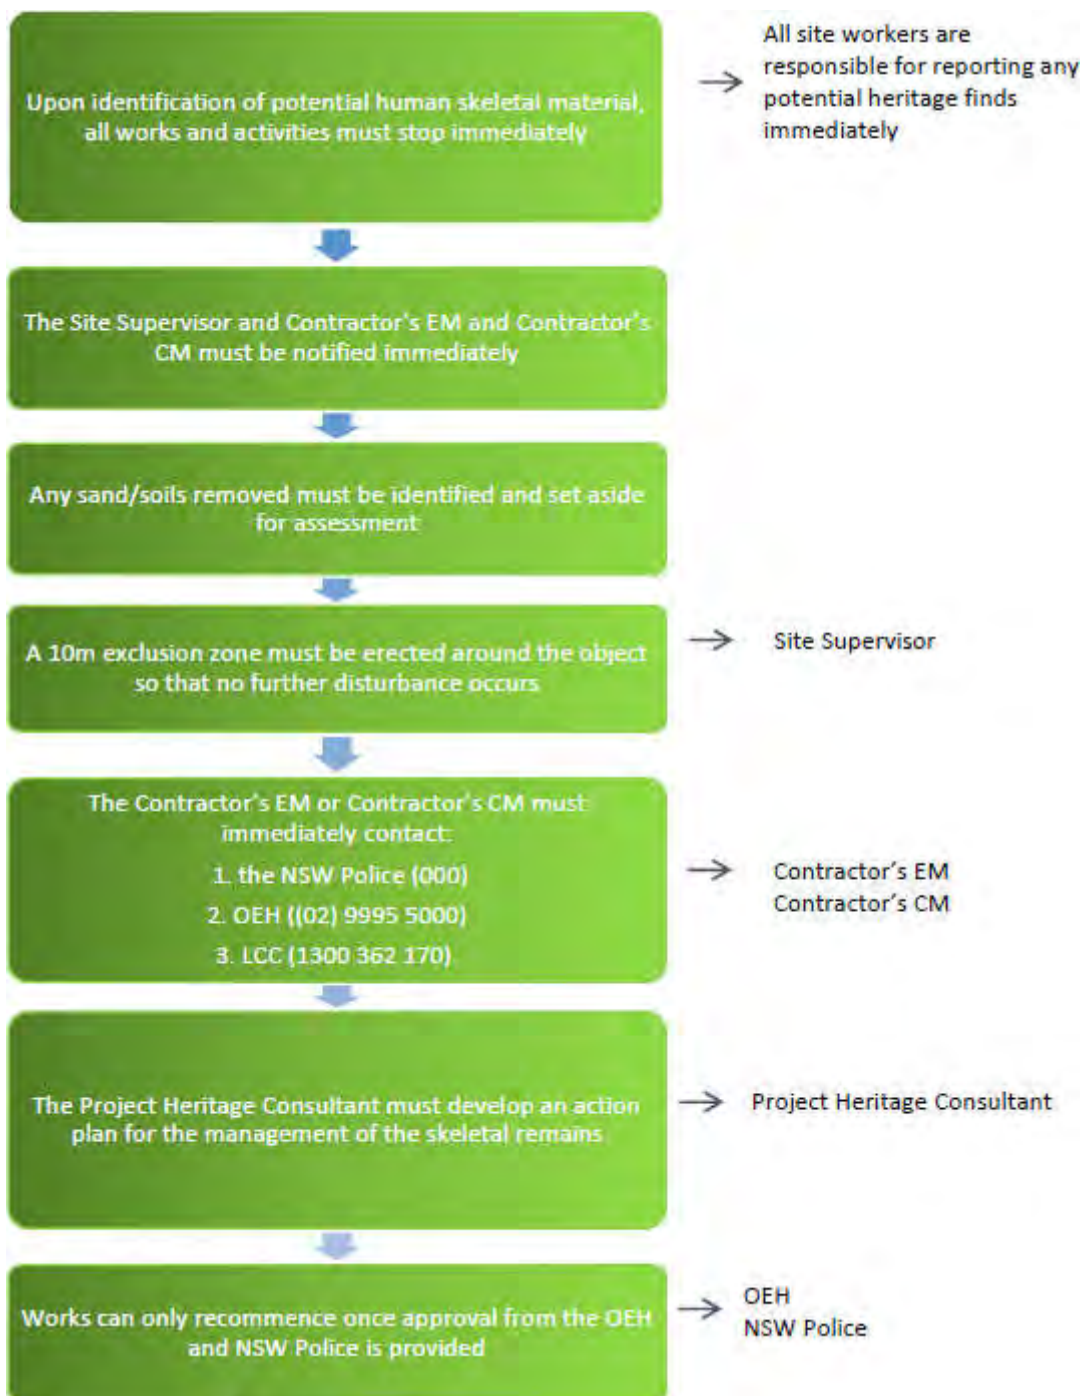 Upon identification of potential human skeletal material,
all works and activities must stop immediately
All site workers are
responsible for reporting any
potential heritage finds
immediately
The Site Supervisor and Contractor's EM and Contractor's
CM must be notified immediately
Any sand/soils removed must be identified and set aside
for assessment
A 10m exclusion zone must be erected around the object
so that no further disturbance occurs
Site Supervisor
The Contractor's EM or Contractor's CM must
immediately contact:
1. the NSW Police (000)
2. OEH ((02) 9995 5000)
3. LCC (1300 362 170)
Contractor's EM
Contractor's CM
The Project Heritage Consultant must develop an action
plan for the management of the skeletal remains
Project Heritage Consultant
Works can only recommence once approval from the OEH
and NSW Police is provided
OEH
NSW Police